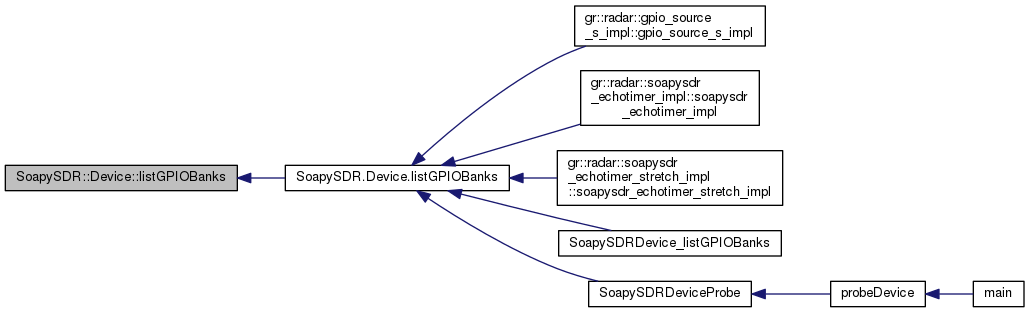 gr::radar::gpio_source
_s_impl::gpio_source_s_impl
gr::radar::soapysdr
_echotimer_impl::soapysdr
_echotimer_impl
SoapySDR::Device::listGPIOBanks
SoapySDR.Device.listGPIOBanks
gr::radar::soapysdr
_echotimer_stretch_impl
::soapysdr_echotimer_stretch_impl
SoapySDRDevice_listGPIOBanks
SoapySDRDeviceProbe
probeDevice
main